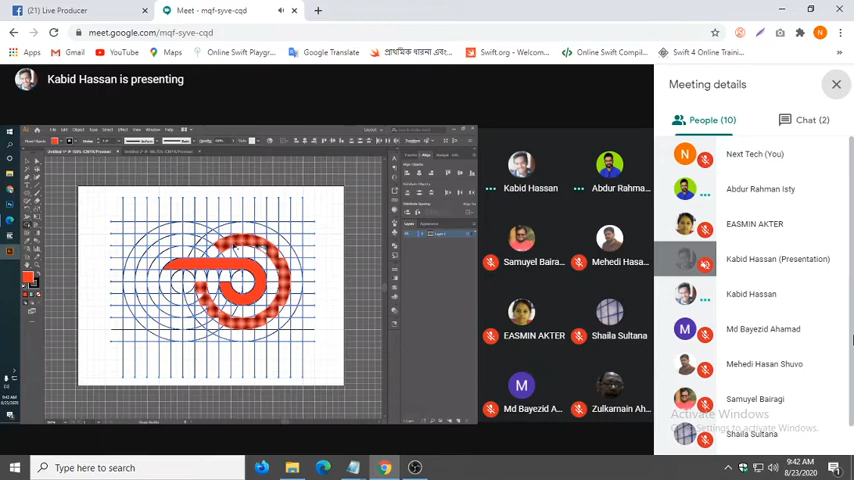 (21) Live Producer
Meet - mqf-syve-cqd
meet.google.com/mqf-syve-cqd
Apps
Gmail
YouTube
Maps
Online Swift Playgr...
Google Translate
প্রাথমিক ধারনা এবং...
Swift.org - Welcom...
Online Swift Compil...
Swift 4 Online Traini...
Kabid Hassan is presenting
Meeting details
People (10)
Chat (2)
Kabid Hassan
Abdur Rahma...
Samuyel Baira...
Mehedi Hasa...
EASMIN AKTER
Shaila Sultana
Md Bayezid A...
Zulkarnain Ah...
N
Next Tech (You)
Abdur Rahman Isty
EASMIN AKTER
Kabid Hassan (Presentation)
Kabid Hassan
M
Md Bayezid Ahamad
Mehedi Hasan Shuvo
Samuyel Bairagi
Shaila Sultana
M
Activate Windows
Go to Settings to activate Windows.
Type here to search
9:42 AM
8/23/2020